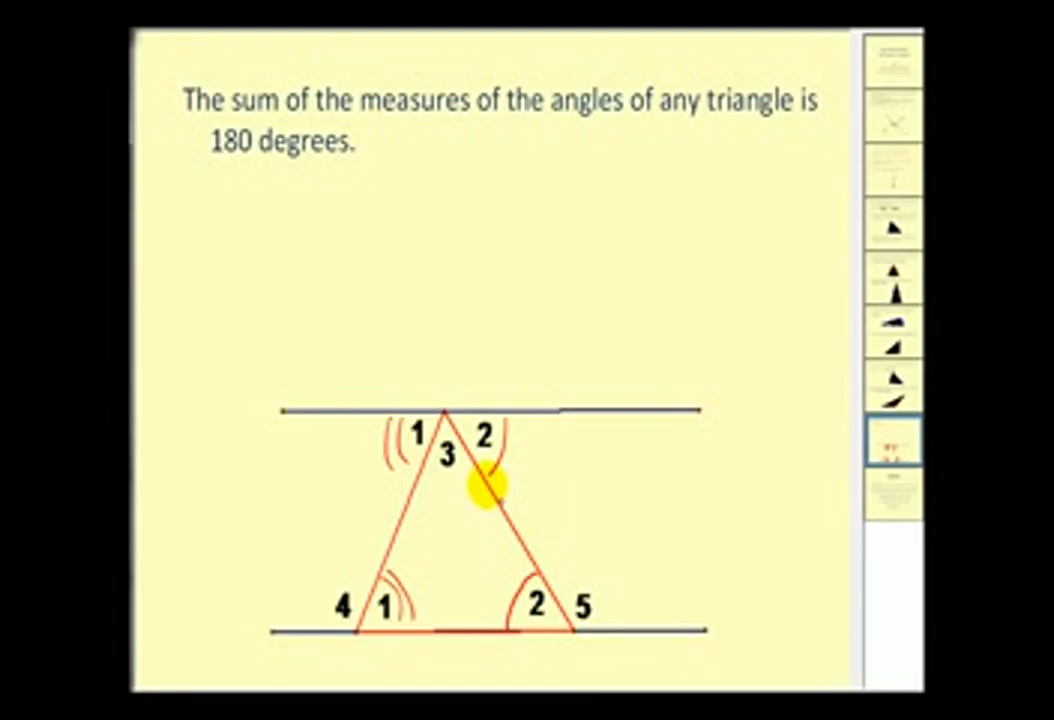 The sum of the measures of the angles of any triangle is
180 degrees.
1 2
3
4 1 2 5